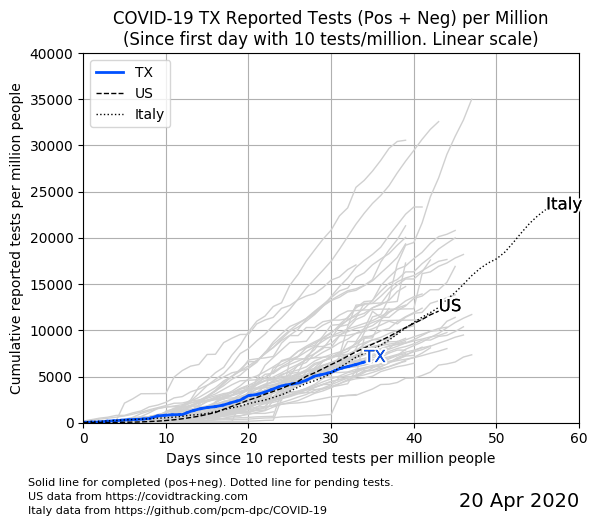 COVID-19 TX Reported Tests (Pos + Neg) per Million
(Since first day with 10 tests/million. Linear scale)
Cumulative reported tests per million people
40000
35000
30000
25000
20000
15000
10000
5000
0
TX
US
Italy
Italy
US
TX
0 10 20 30 40 50 60
Days since 10 reported tests per million people
Solid line for completed (pos+neg). Dotted line for pending tests.
US data from https://covidtracking.com
Italy data from https://github.com/pcm-dpc/COVID-19
20 Apr 2020